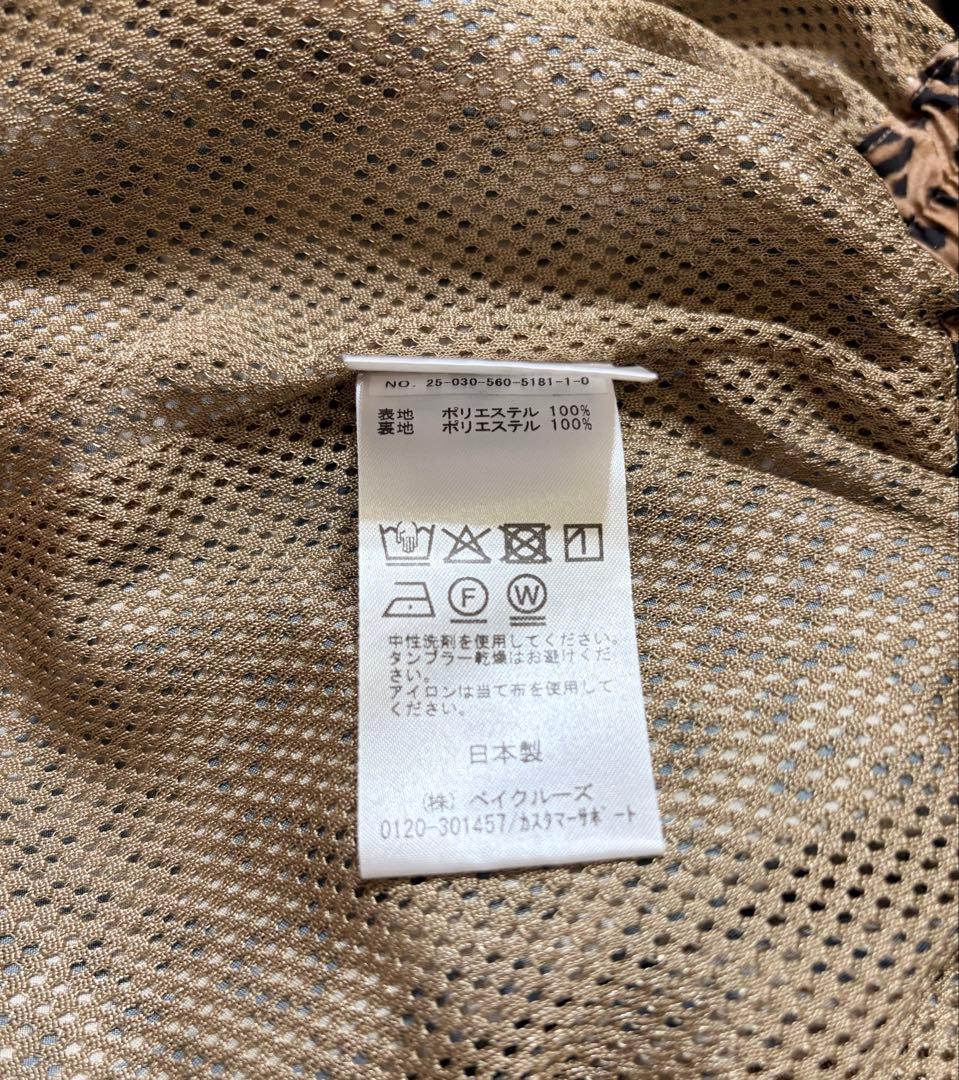 NO. 25-030-560-5181-1-0
表地 ポリエステル 100%
裏地 ポリエステル 100%
F W
中性洗剤を使用してください。
タンブラー乾燥はお避けくだ
さい。
アイロンは当て布を使用して
ください。
日本製
(株) ベイクルーズ
0120-301457/カスタマーサポート